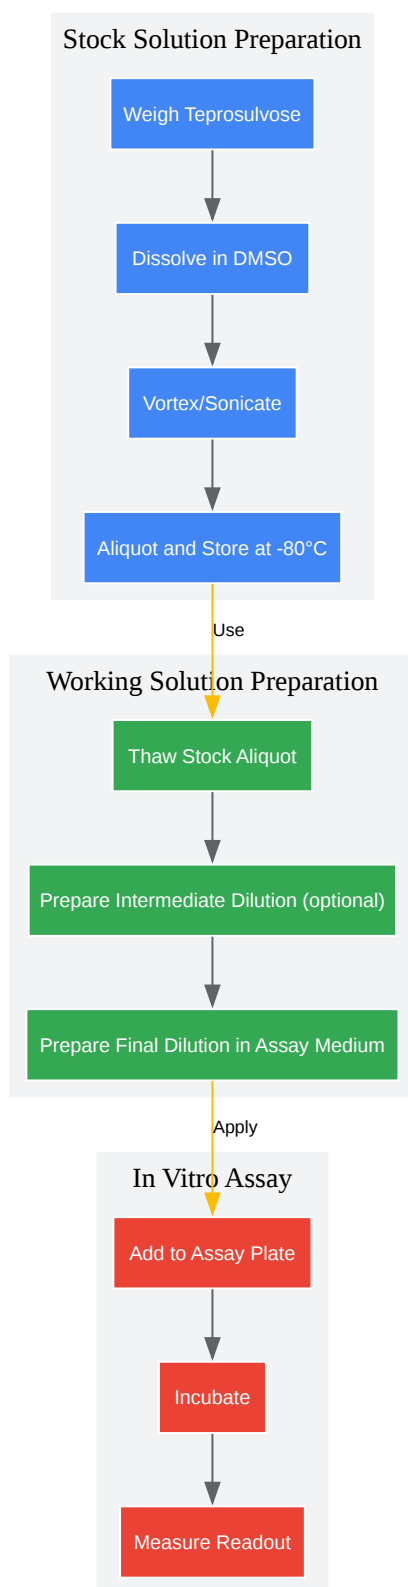 Stock Solution Preparation
Weigh Teprosulvose
Dissolve in DMSO
Vortex/Sonicate
Aliquot and Store at -80°C
Use
Working Solution Preparation
Thaw Stock Aliquot
Prepare Intermediate Dilution (optional)
Prepare Final Dilution in Assay Medium
Apply
In Vitro Assay
Add to Assay Plate
Incubate
Measure Readout